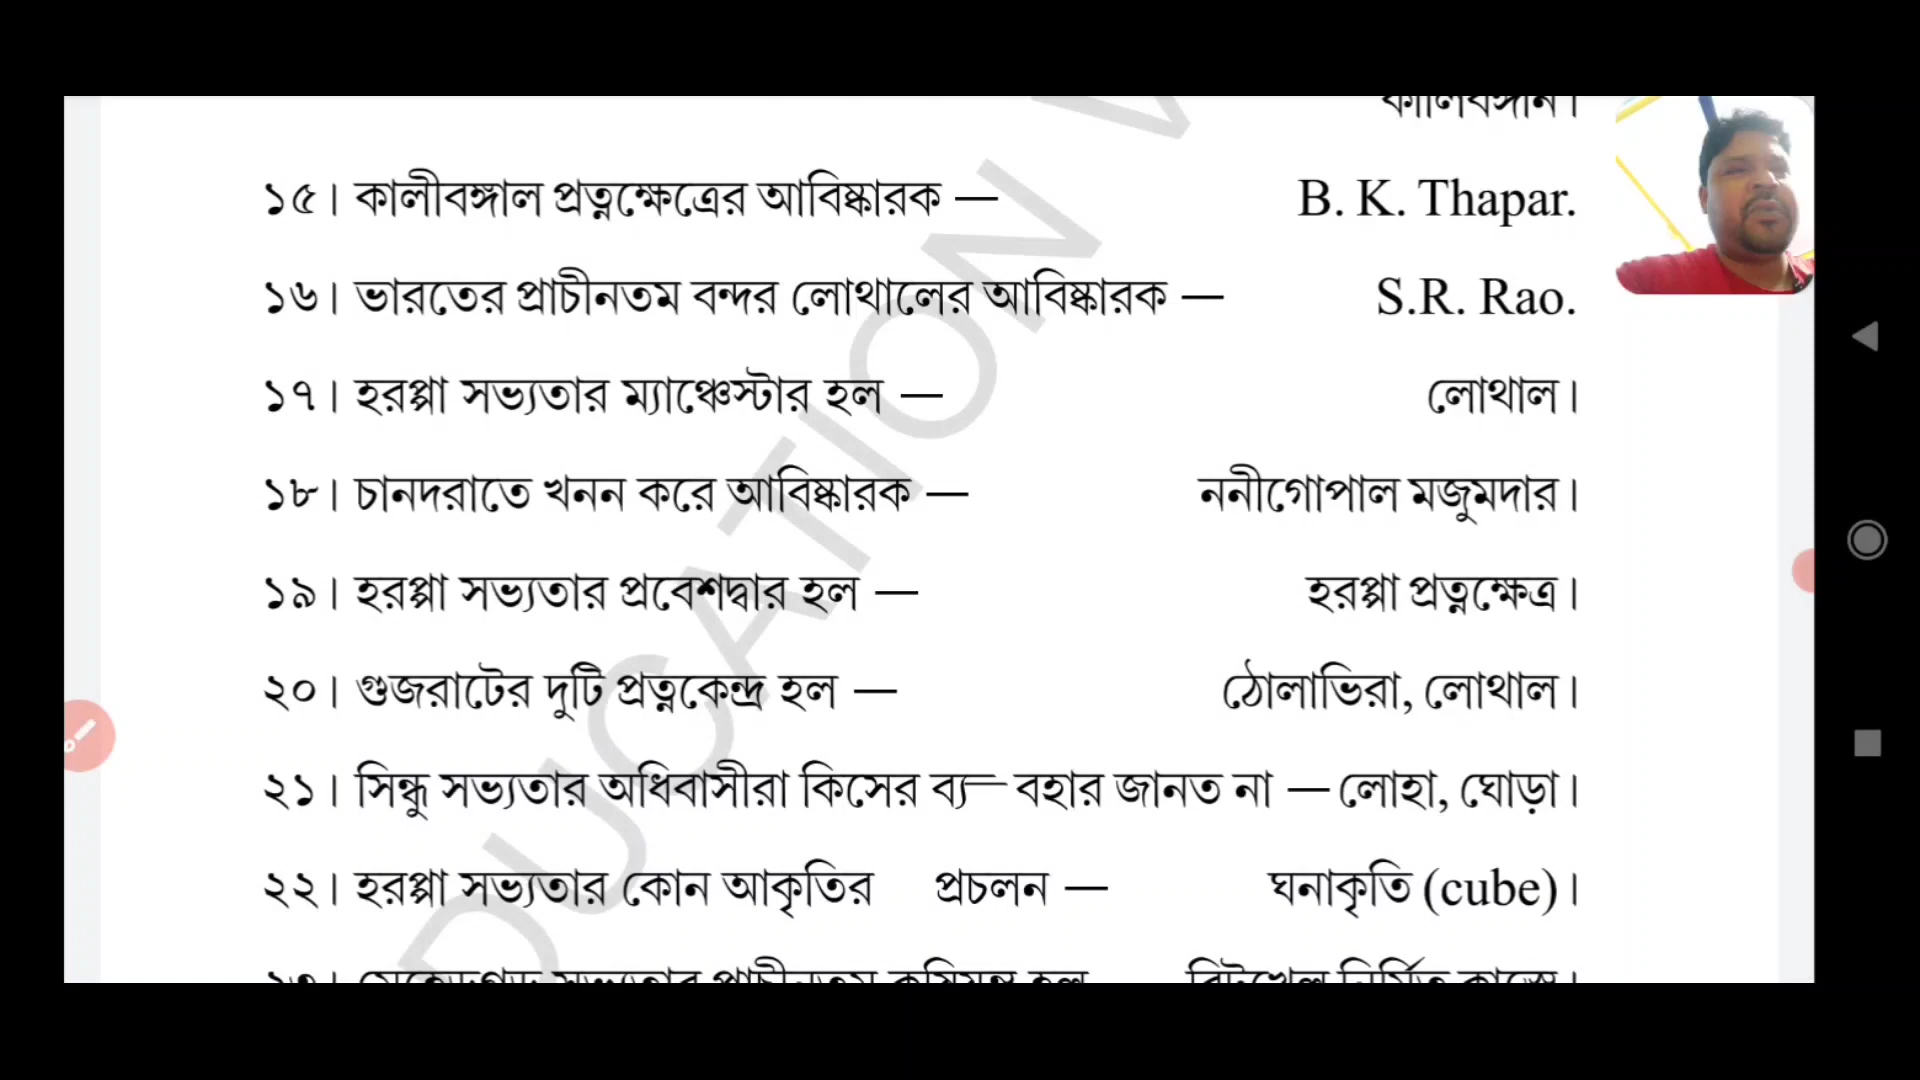 কালিবঙ্গান।
১৫। কালীবঙ্গাল প্রত্নক্ষেত্রের আবিষ্কারক — B. K. Thapar.
১৬। ভারতের প্রাচীনতম বন্দর লোথালের আবিষ্কারক — S.R. Rao.
১৭। হরপ্পা সভ্যতার ম্যাঞ্চেস্টার হল — লোথাল।
১৮। চানদরাতে খনন করে আবিষ্কারক — ননীগোপাল মজুমদার।
১৯। হরপ্পা সভ্যতার প্রবেশদ্বার হল — হরপ্পা প্রত্নক্ষেত্র।
২০। গুজরাটের দুটি প্রত্নকেন্দ্র হল — ঠোলাভিরা, লোথাল।
২১। সিন্ধু সভ্যতার অধিবাসীরা কিসের ব্য— বহার জানত না — লোহা, ঘোড়া।
২২। হরপ্পা সভ্যতার কোন আকৃতির প্রচলন — ঘনাকৃতি (cube)।
DUCATION